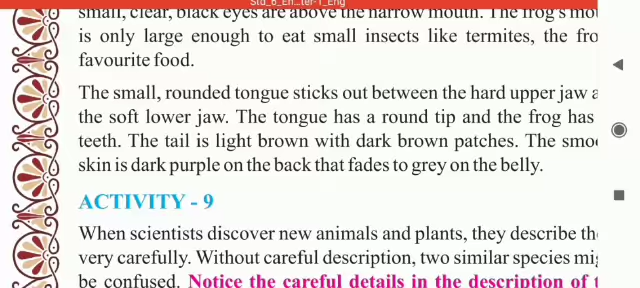 Std_6_En...ter-1_Eng
small, clear, black eyes are above the narrow mouth. The frog's
is only large enough to eat small insects like termites, the
favourite food.
The small, rounded tongue sticks out between the hard upper jaw
the soft lower jaw. The tongue has a round tip and the frog has
teeth. The tail is light brown with dark brown patches. The
skin is dark purple on the back that fades to grey on the belly.
ACTIVITY - 9
When scientists discover new animals and plants, they describe
very carefully. Without careful description, two similar species
be confused. Notice the careful details in the description of